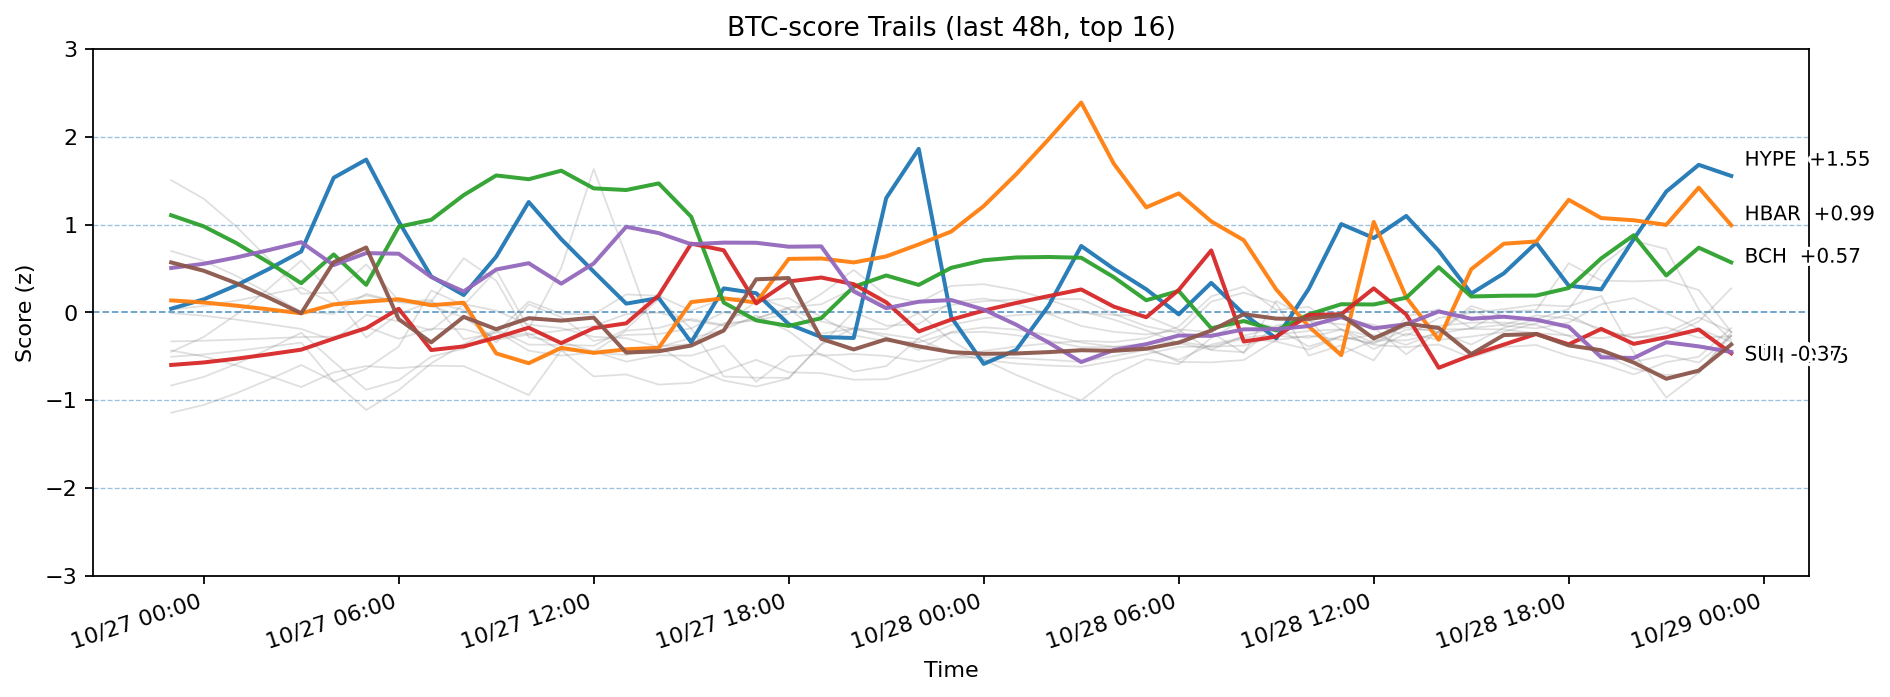 BTC-score Trails (last 48h, top 16)
Score (z)
3
2
1
0
−1
−2
−3
HYPE +1.55
HBAR +0.99
BCH +0.57
SUI -0.37
10/27 00:00
10/27 06:00
10/27 12:00
10/27 18:00
10/28 00:00
10/28 06:00
10/28 12:00
10/28 18:00
10/29 00:00
Time